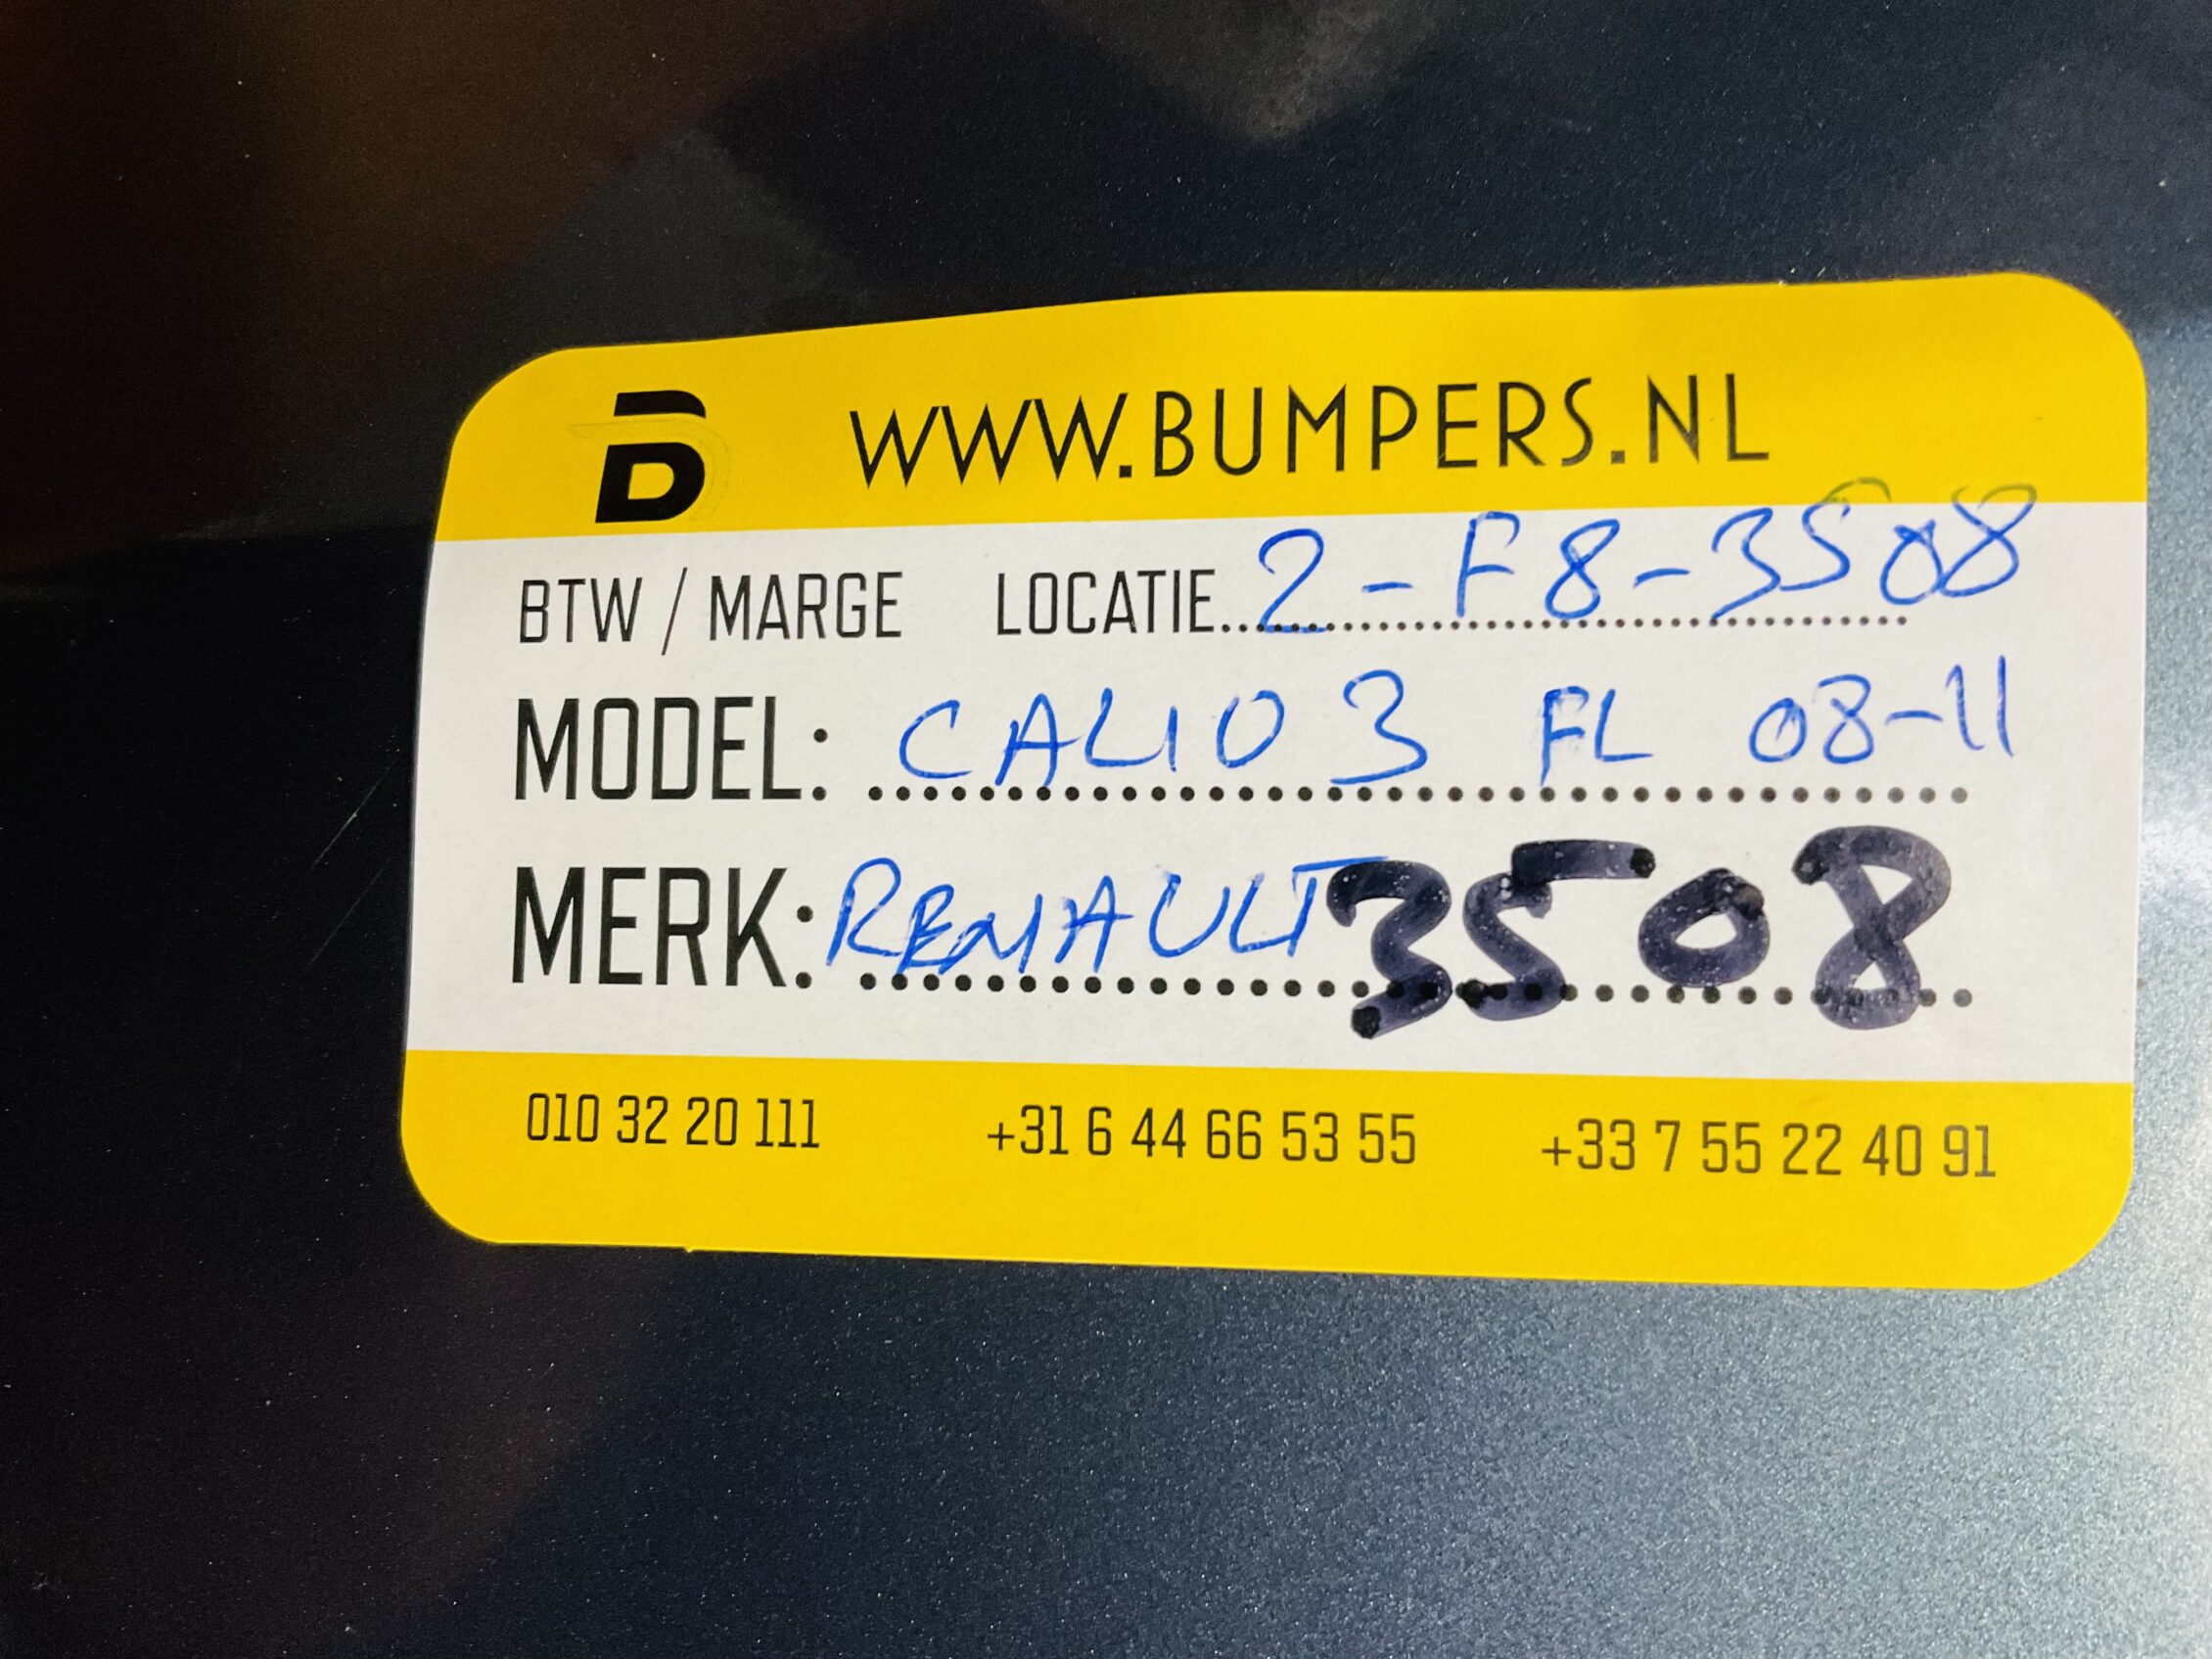 B WWW.BUMPERS.NL
BTW / MARGE LOCATIE 2-F8-3508
MODEL: CALIO 3 FL 08-11
MERK: RENAULT 3508
010 32 20 111 +31 6 44 66 53 55 +33 7 55 22 40 91